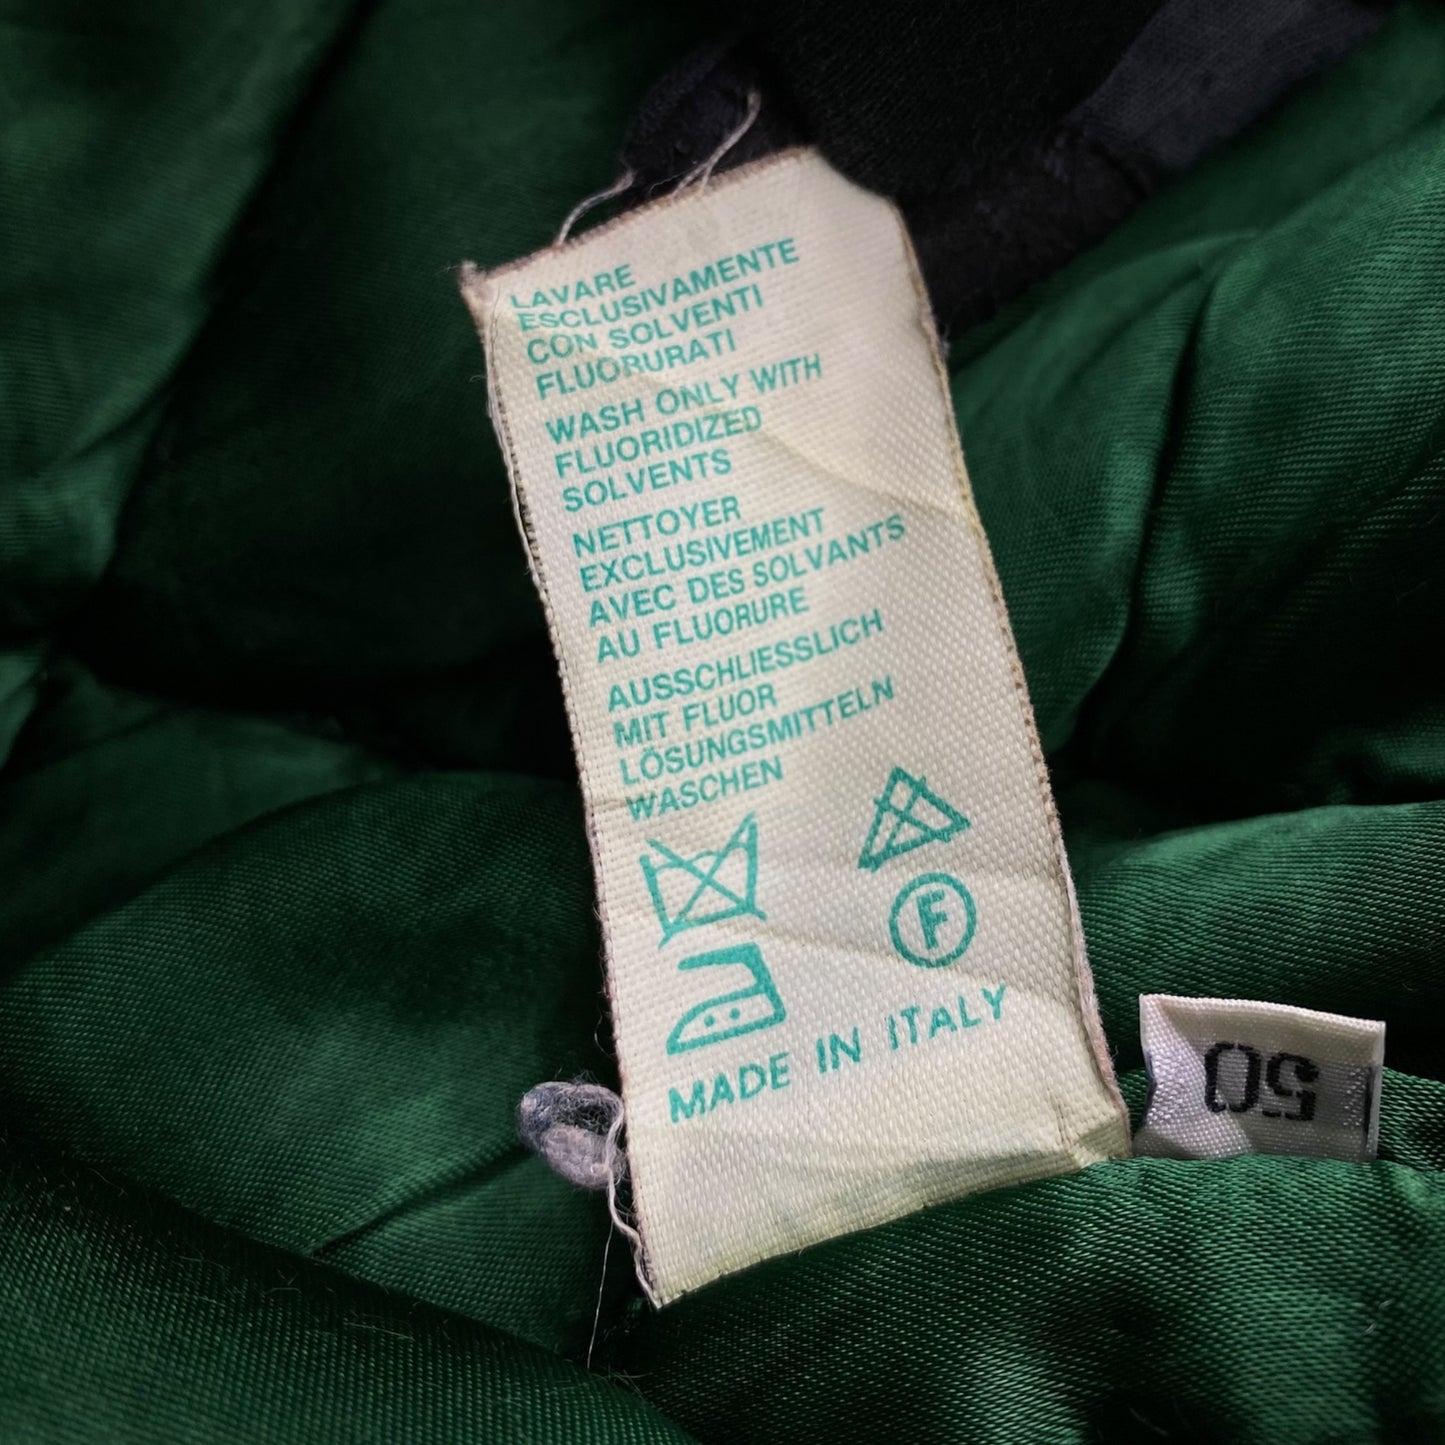 LAVARE
ESCLUSIVAMENTE
CON SOLVENTI
FLUORURATI
WASH ONLY WITH
FLUORIDIZED
SOLVENTS
NETTOYER
EXCLUSIVEMENT
AVEC DES SOLVANTS
AU FLUORURE
AUSSCHLIESSLICH
MIT FLUOR
LÖSUNGSMITTELN
WASCHEN
F
MADE IN ITALY
50